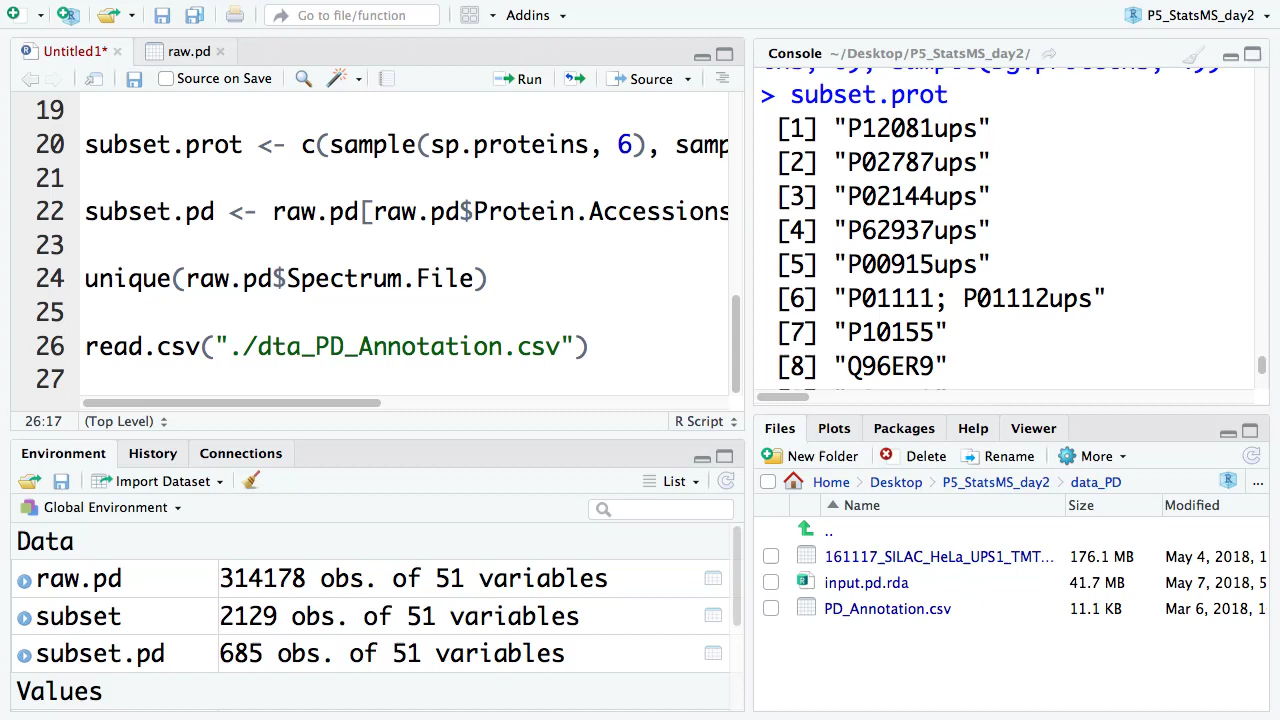 Go to file/function
Addins
P5_StatsMS_day2
Untitled1*
raw.pd
Source on Save
Run
Source
19
20 subset.prot <- c(sample(sp.proteins, 6), samp
21
22 subset.pd <- raw.pd[raw.pd$Protein.Accessions
23
24 unique(raw.pd$Spectrum.File)
25
26 read.csv("./dta_PD_Annotation.csv")
27
26:17 (Top Level) R Script
Console ~/Desktop/P5_StatsMS_day2/
> subset.prot
[1] "P12081ups"
[2] "P02787ups"
[3] "P02144ups"
[4] "P62937ups"
[5] "P00915ups"
[6] "P01111; P01112ups"
[7] "P10155"
[8] "Q96ER9"
Environment History Connections
Import Dataset List
Global Environment
Data
raw.pd 314178 obs. of 51 variables
subset 2129 obs. of 51 variables
subset.pd 685 obs. of 51 variables
Values
Files Plots Packages Help Viewer
New Folder Delete Rename More
Home Desktop P5_StatsMS_day2 data_PD ...
Name Size Modified
..
161117_SILAC_HeLa_UPS1_TMT... 176.1 MB May 4, 2018, 1
input.pd.rda 41.7 MB May 7, 2018, 5
PD_Annotation.csv 11.1 KB Mar 6, 2018, 1